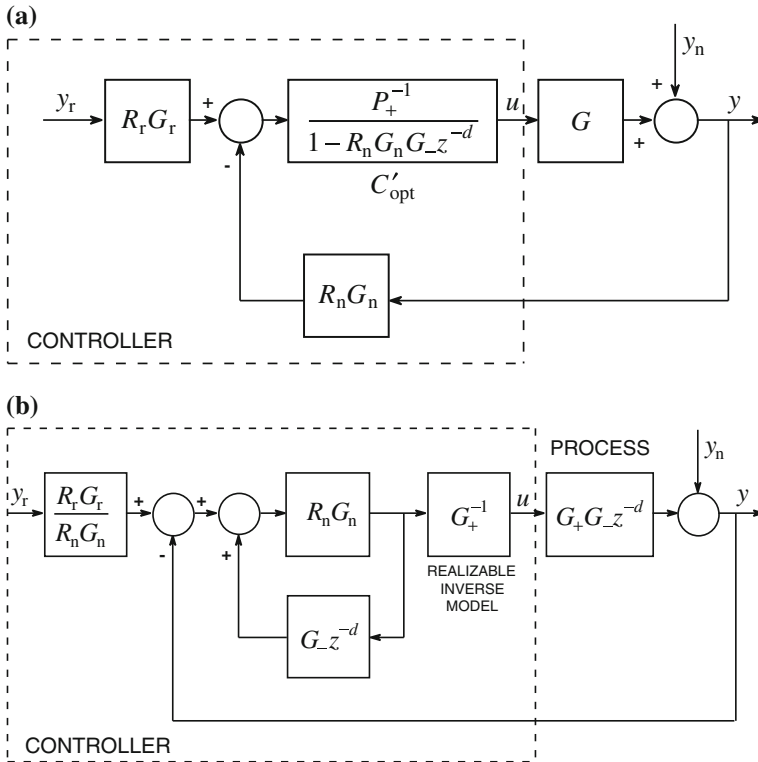 (a)
y_n
y_r
R_rG_r
+
-
P_+^{-1}
1 − R_nG_nG_−z^{-d}
C′_opt
u
G
+
+
y
R_nG_n
CONTROLLER
(b)
PROCESS
y_n
y_r
R_rG_r
R_nG_n
+
-
+
+
R_nG_n
G_+^{-1}
u
G_+G_−z^{-d}
y
REALIZABLE
INVERSE
MODEL
G_−z^{-d}
CONTROLLER